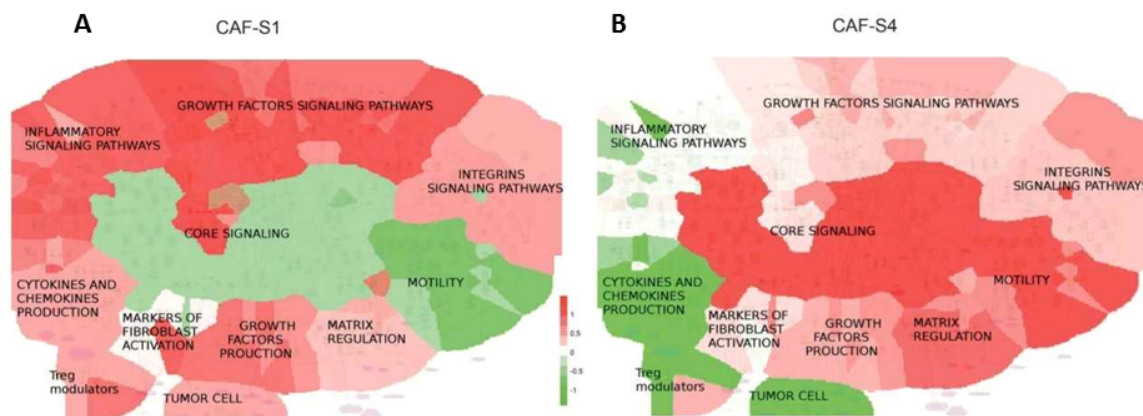 A
CAF-S1
GROWTH FACTORS SIGNALING PATHWAYS
INFLAMMATORY
SIGNALING PATHWAYS
INTEGRINS
SIGNALING PATHWAYS
CORE SIGNALING
MOTILITY
CYTOKINES AND
CHEMOKINES
PRODUCTION
MARKERS OF
FIBROBLAST
ACTIVATION
GROWTH
FACTORS
PROUCTION
MATRIX
REGULATION
Treg
modulators
TUMOR CELL
1
0.5
0
-0.5
-1
B
CAF-S4
GROWTH FACTORS SIGNALING PATHWAYS
INFLAMMATORY
SIGNALING PATHWAYS
INTEGRINS
SIGNALING PATHWAYS
CORE SIGNALING
MOTILITY
CYTOKINES AND
CHEMOKINES
PRODUCTION
MARKERS OF
FIBROBLAST
ACTIVATION
GROWTH
FACTORS
PROUCTION
MATRIX
REGULATION
Treg
modulators
TUMOR CELL